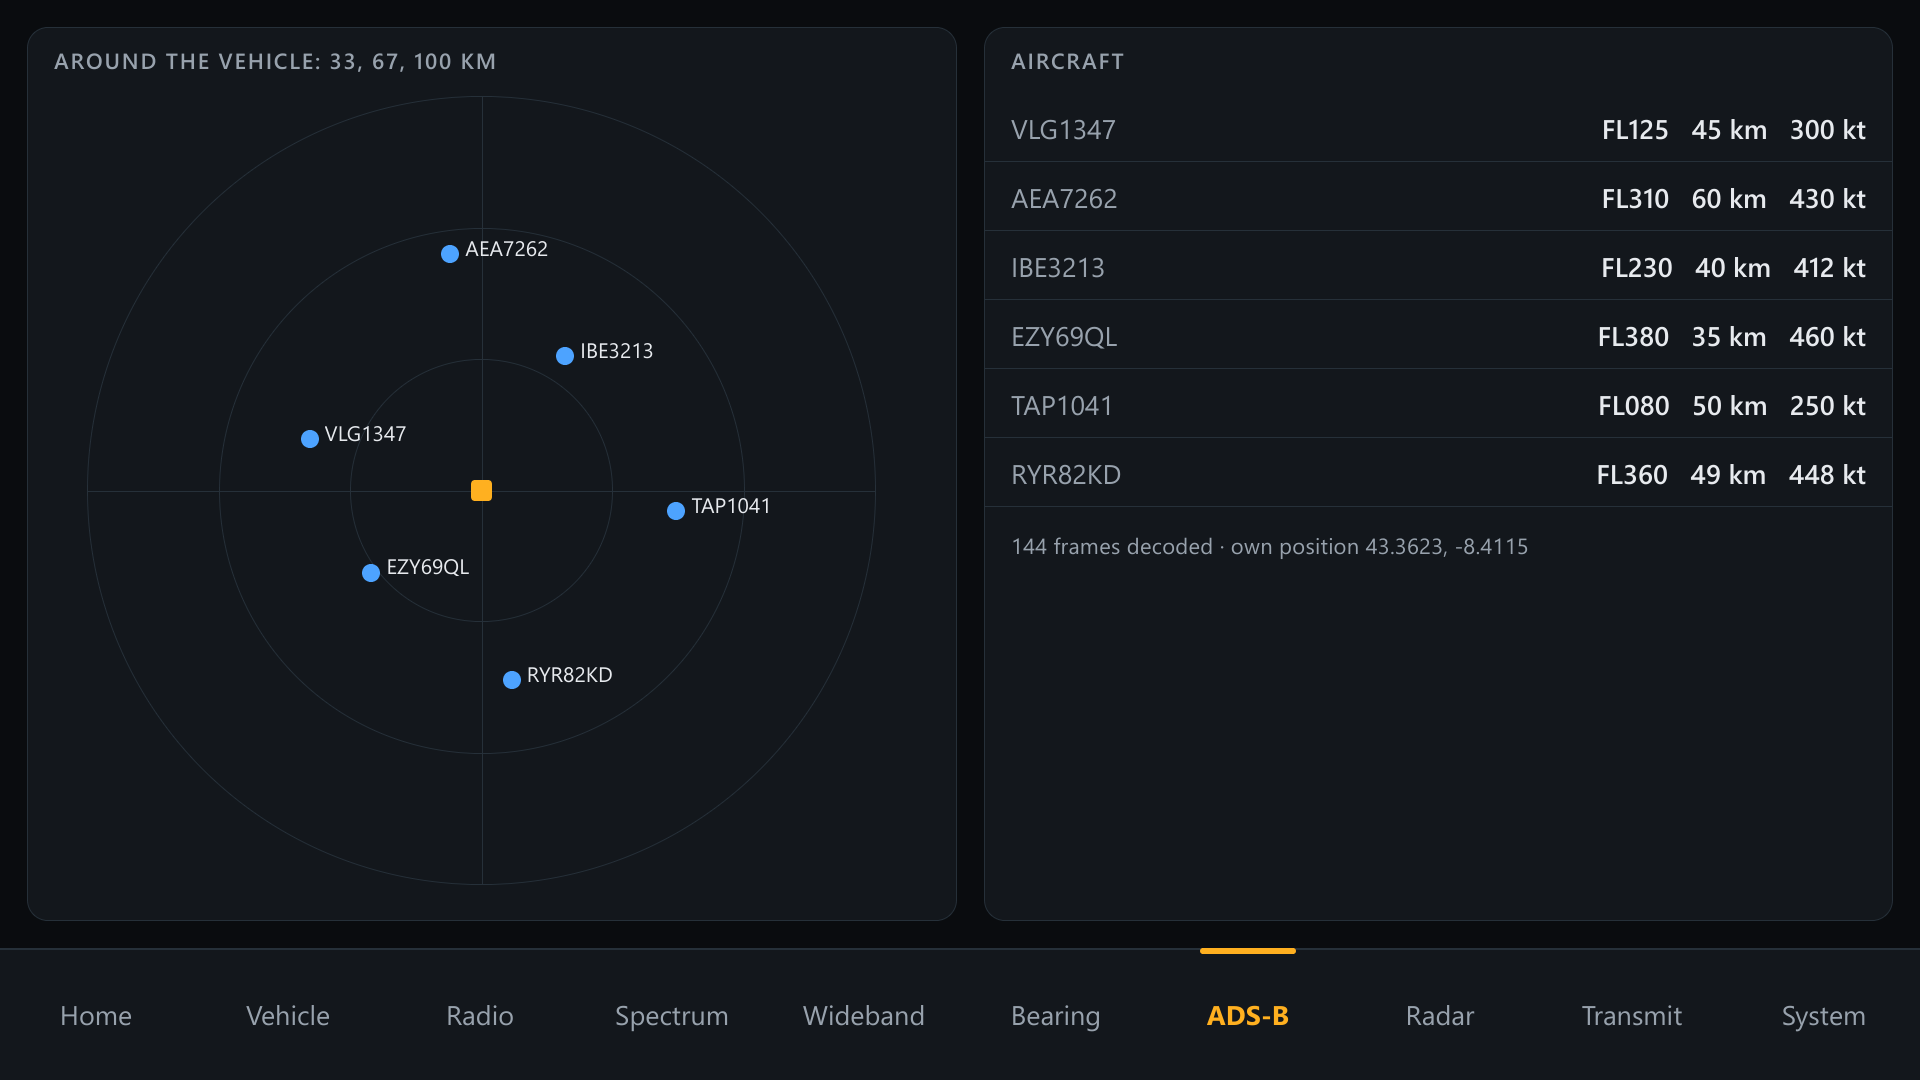 AROUND THE VEHICLE: 33, 67, 100 KM
AEA7262
IBE3213
VLG1347
TAP1041
EZY69QL
RYR82KD
AIRCRAFT
VLG1347 FL125 45 km 300 kt
AEA7262 FL310 60 km 430 kt
IBE3213 FL230 40 km 412 kt
EZY69QL FL380 35 km 460 kt
TAP1041 FL080 50 km 250 kt
RYR82KD FL360 49 km 448 kt
144 frames decoded · own position 43.3623, -8.4115
Home Vehicle Radio Spectrum Wideband Bearing ADS-B Radar Transmit System